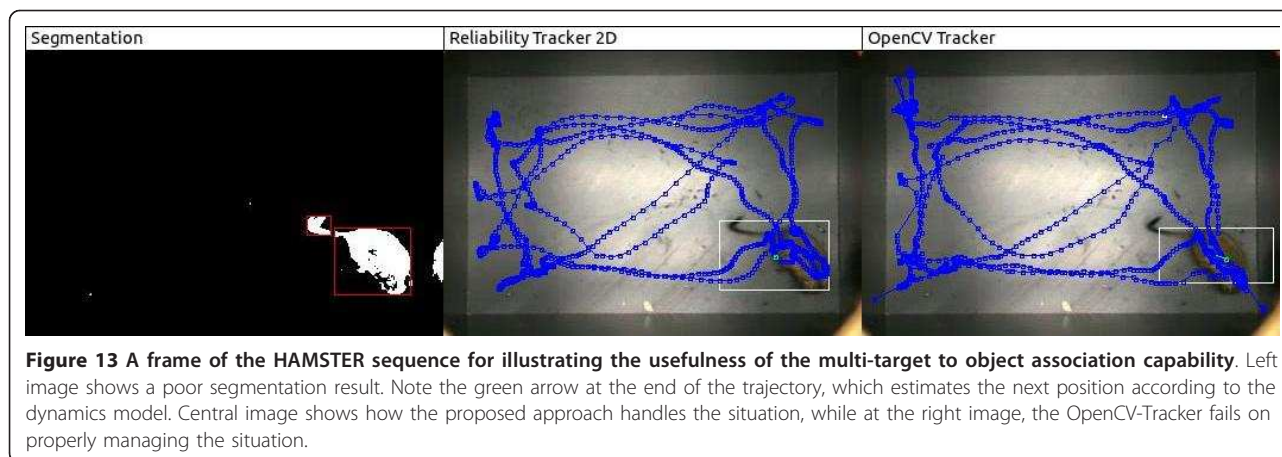 Segmentation
Reliability Tracker 2D
OpenCV Tracker
Figure 13 A frame of the HAMSTER sequence for illustrating the usefulness of the multi-target to object association capability. Left
image shows a poor segmentation result. Note the green arrow at the end of the trajectory, which estimates the next position according to the
dynamics model. Central image shows how the proposed approach handles the situation, while at the right image, the OpenCV-Tracker fails on
properly managing the situation.